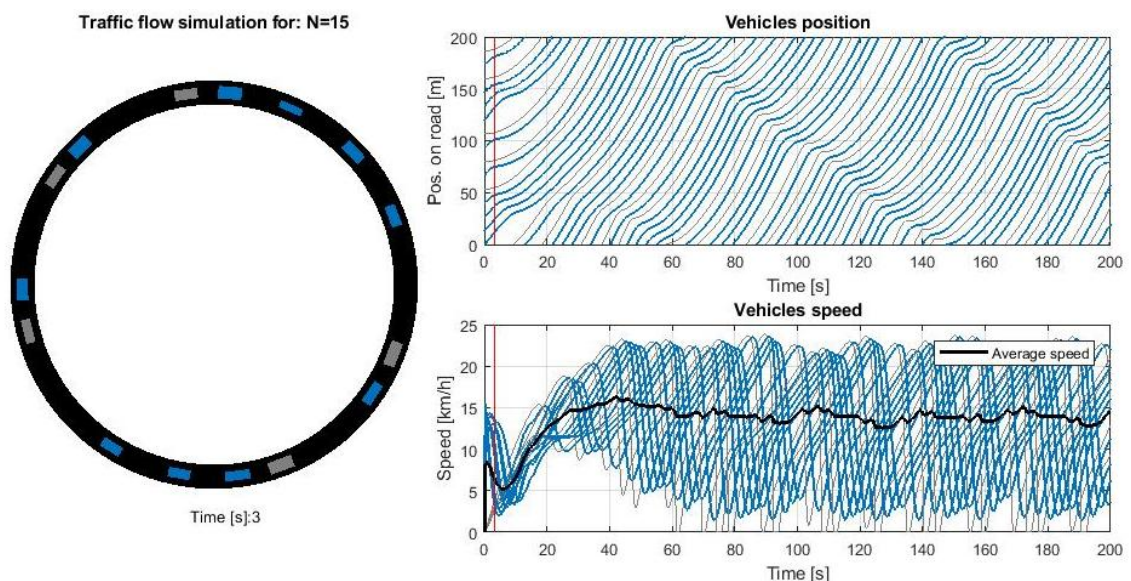 Traffic flow simulation for: N=15
Time [s]:3
Vehicles position
200
150
100
50
0
Pos. on road [m]
0 20 40 60 80 100 120 140 160 180 200
Time [s]
Vehicles speed
25
20
15
10
5
0
Speed [km/h]
Average speed
0 20 40 60 80 100 120 140 160 180 200
Time [s]